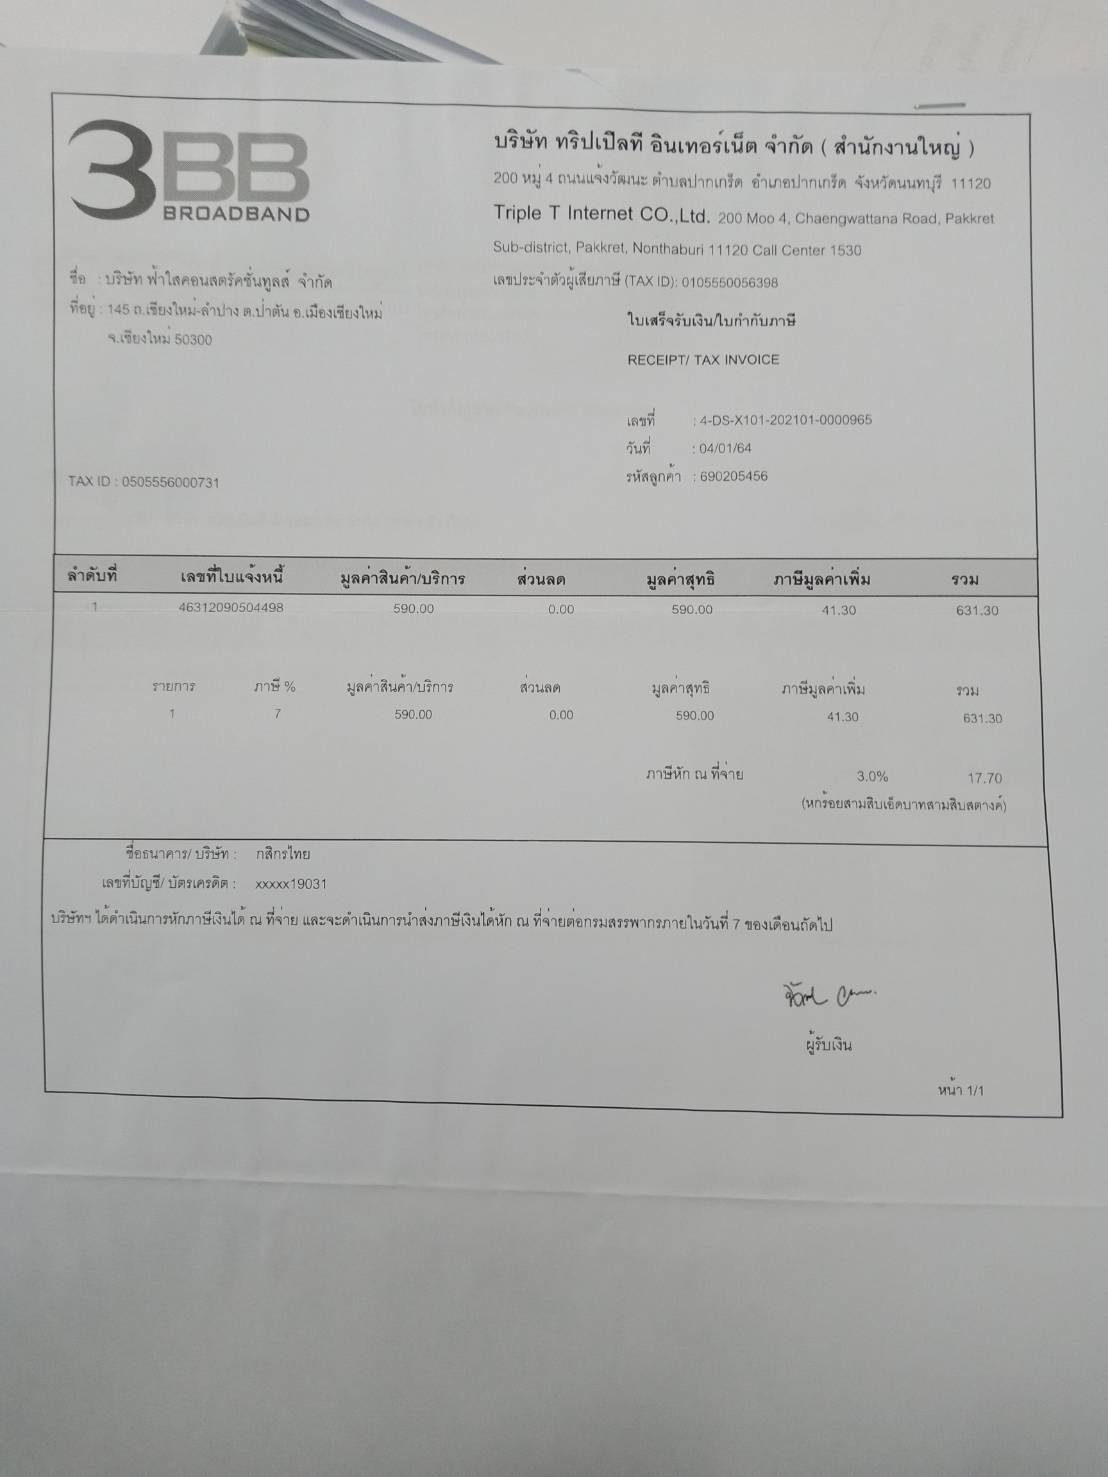 3BB
BROADBAND
บริษัท ทริปเปิลที อินเทอร์เน็ต จำกัด ( สำนักงานใหญ่ )
200 หมู่ 4 ถนนแจ้งวัฒนะ ตำบลปากเกร็ด อำเภอปากเกร็ด จังหวัดนนทบุรี 11120
Triple T Internet CO.,Ltd. 200 Moo 4, Chaengwattana Road, Pakkret
Sub-district, Pakkret, Nonthaburi 11120 Call Center 1530
เลขประจำตัวผู้เสียภาษี (TAX ID): 0105550056398
ชื่อ : บริษัท ฟ้าใสคอนสตรัคชั่นทูลส์ จำกัด
ที่อยู่ : 145 ถ.เชียงใหม่-ลำปาง ต.ป่าตัน อ.เมืองเชียงใหม่
จ.เชียงใหม่ 50300
ใบเสร็จรับเงิน/ใบกำกับภาษี
RECEIPT/ TAX INVOICE
เลขที่ : 4-DS-X101-202101-0000965
วันที่ : 04/01/64
รหัสลูกค้า : 690205456
TAX ID : 0505556000731
ลำดับที่ เลขที่ใบแจ้งหนี้ มูลค่าสินค้า/บริการ ส่วนลด มูลค่าสุทธิ ภาษีมูลค่าเพิ่ม รวม
1 46312090504498 590.00 0.00 590.00 41.30 631.30
รายการ ภาษี % มูลค่าสินค้า/บริการ ส่วนลด มูลค่าสุทธิ ภาษีมูลค่าเพิ่ม รวม
1 7 590.00 0.00 590.00 41.30 631.30
ภาษีหัก ณ ที่จ่าย 3.0% 17.70
(หกร้อยสามสิบเอ็ดบาทสามสิบสตางค์)
ชื่อธนาคาร/ บริษัท : กสิกรไทย
เลขที่บัญชี/ บัตรเครดิต : xxxxx19031
บริษัทฯ ได้ดำเนินการหักภาษีเงินได้ ณ ที่จ่าย และจะดำเนินการนำส่งภาษีเงินได้หัก ณ ที่จ่ายต่อกรมสรรพากรภายในวันที่ 7 ของเดือนถัดไป
ผู้รับเงิน
หน้า 1/1